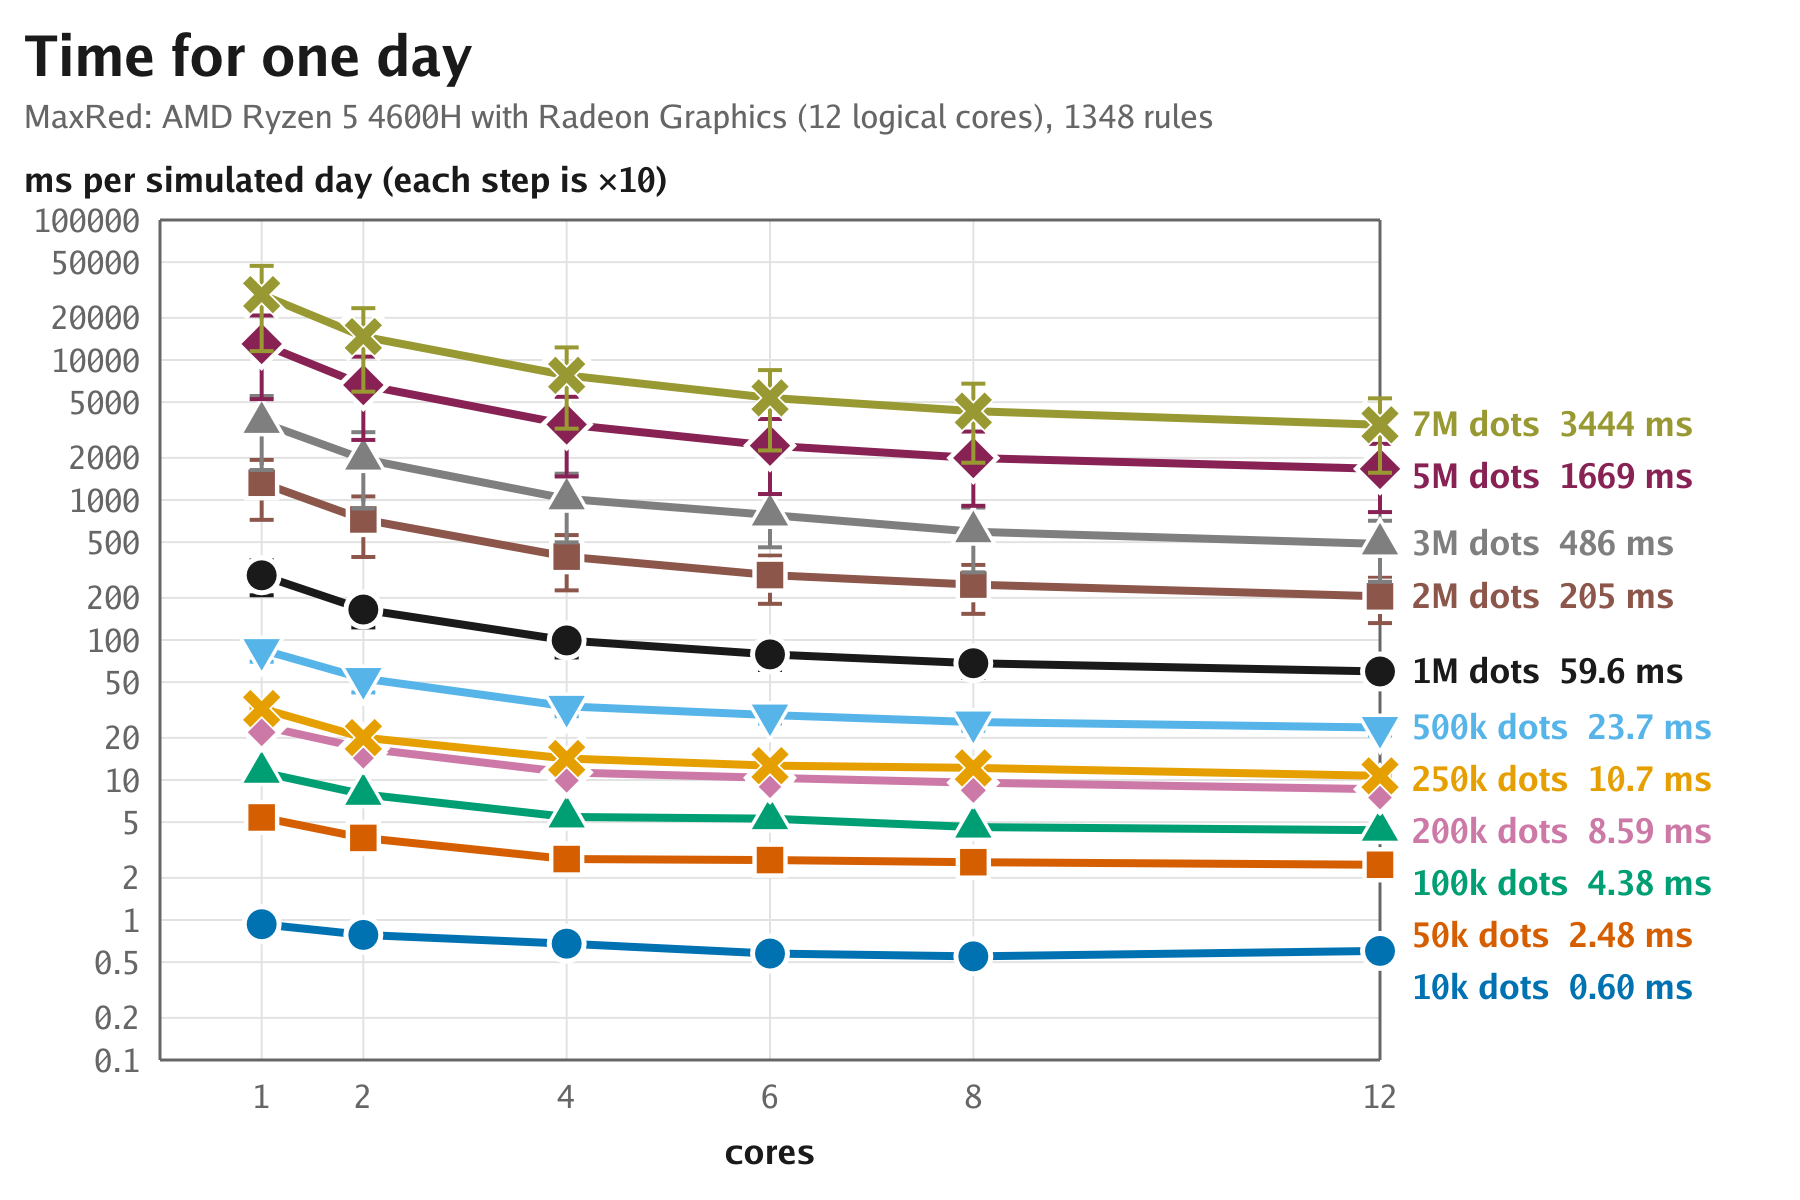 Time for one day
MaxRed: AMD Ryzen 5 4600H with Radeon Graphics (12 logical cores), 1348 rules
ms per simulated day (each step is ×10)
100000
50000
20000
10000
5000
2000
1000
500
200
100
50
20
10
5
2
1
0.5
0.2
0.1
7M dots 3444 ms
5M dots 1669 ms
3M dots 486 ms
2M dots 205 ms
1M dots 59.6 ms
500k dots 23.7 ms
250k dots 10.7 ms
200k dots 8.59 ms
100k dots 4.38 ms
50k dots 2.48 ms
10k dots 0.60 ms
1 2 4 6 8 12
cores